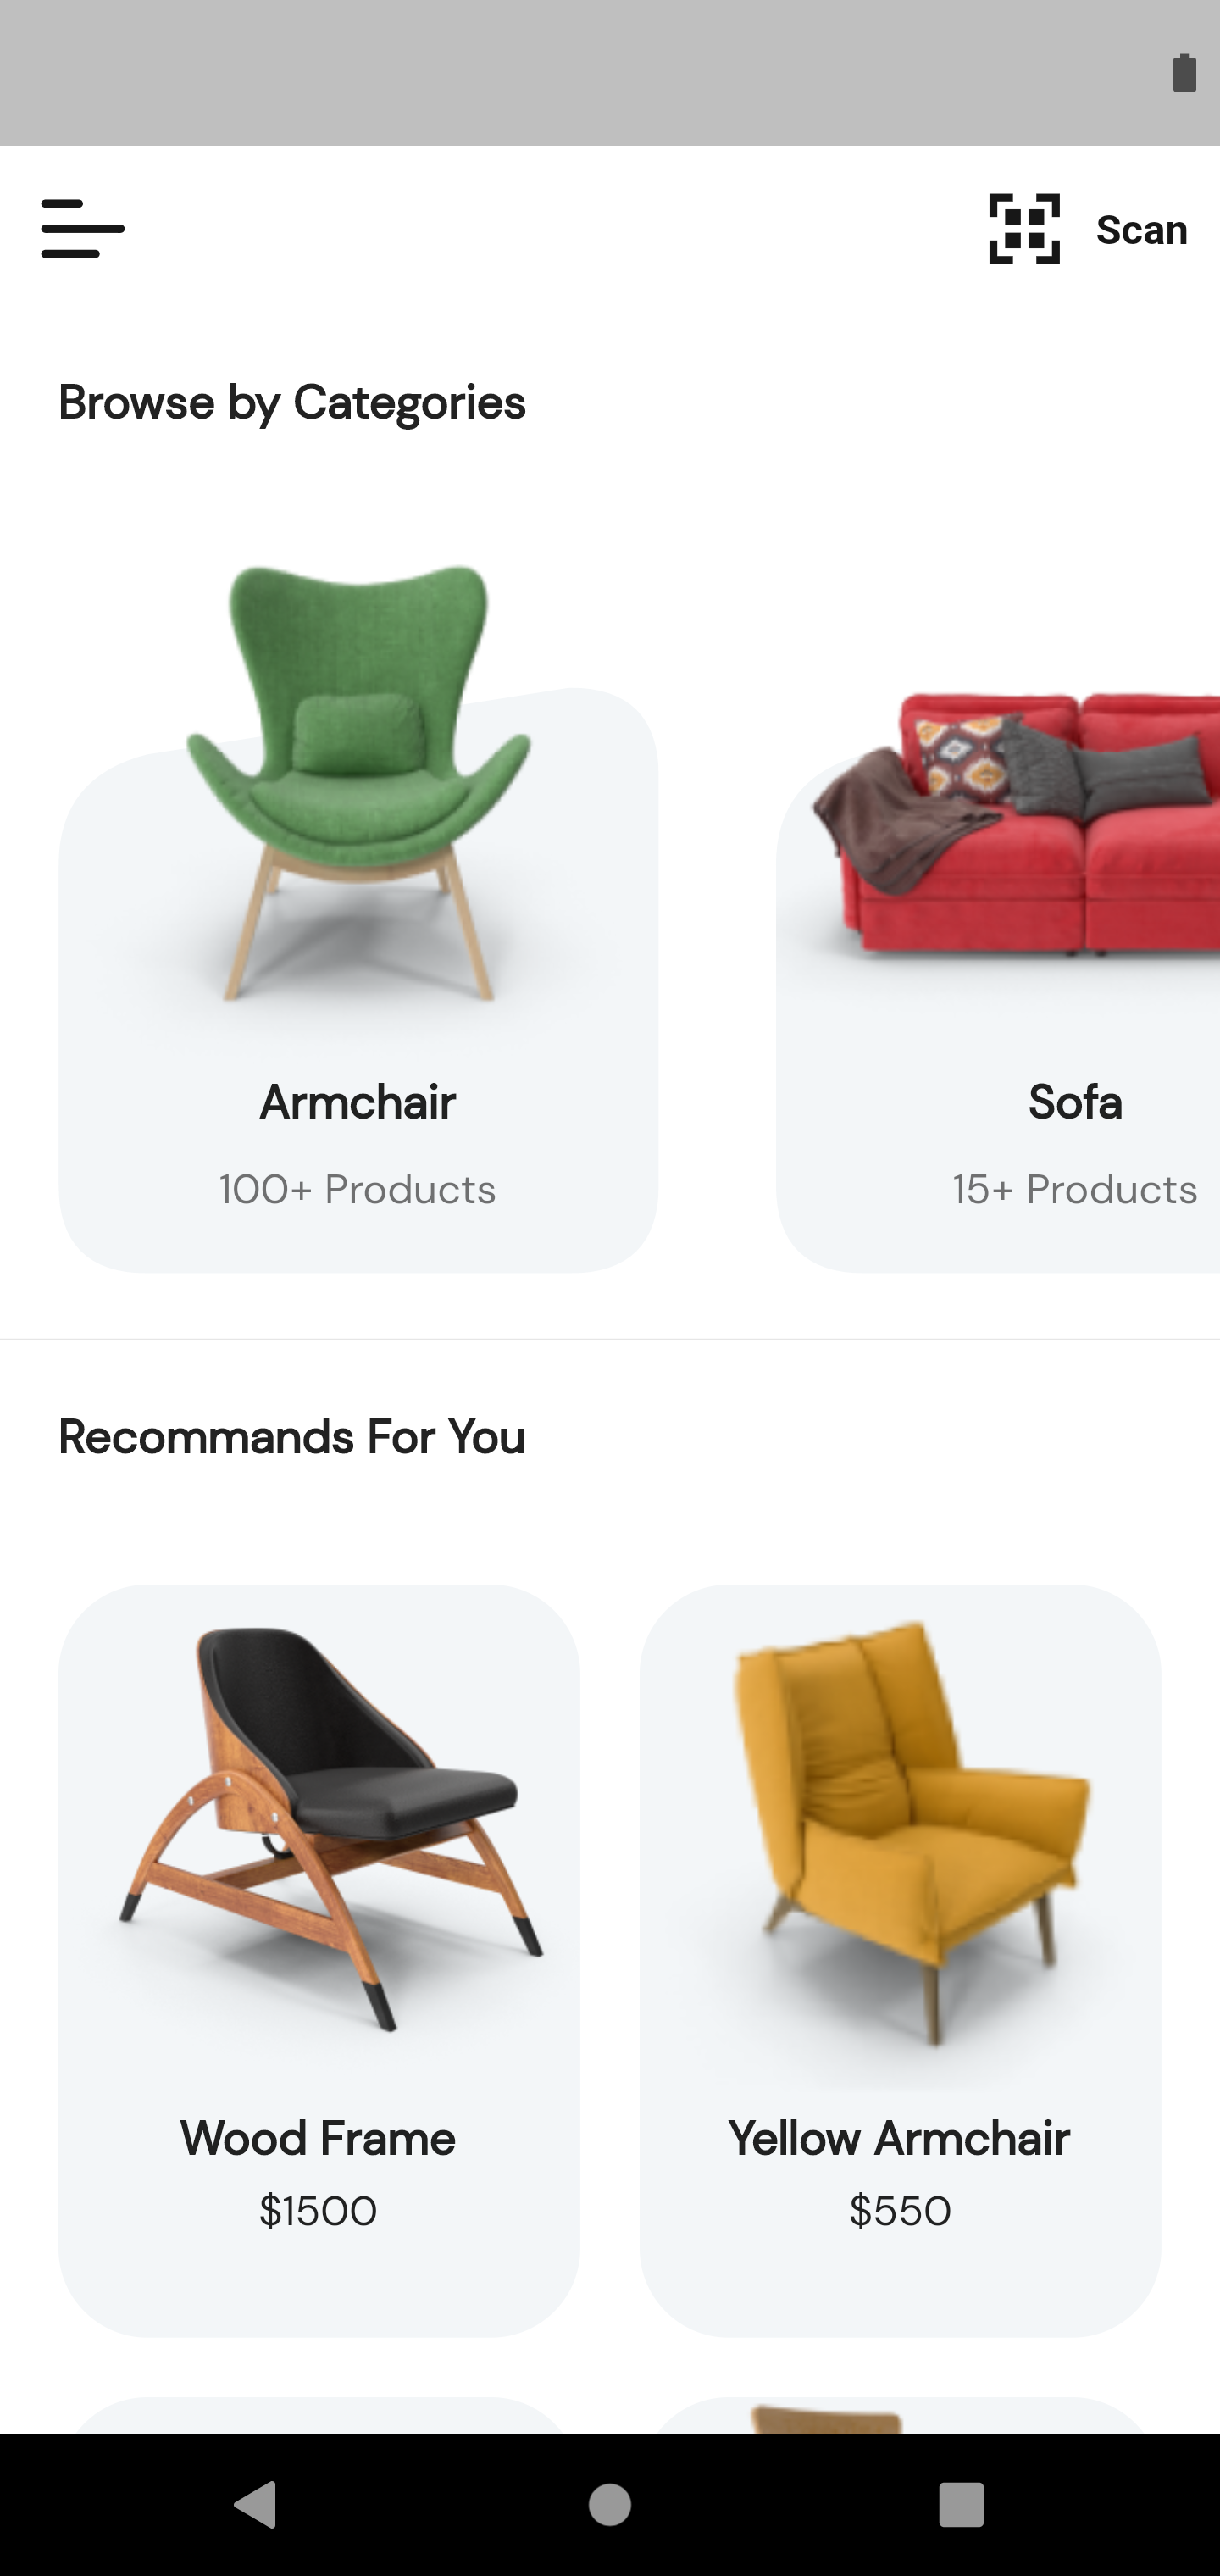 Scan
Browse by Categories
Armchair
100+ Products
Sofa
15+ Products
Recommands For You
Wood Frame
$1500
Yellow Armchair
$550